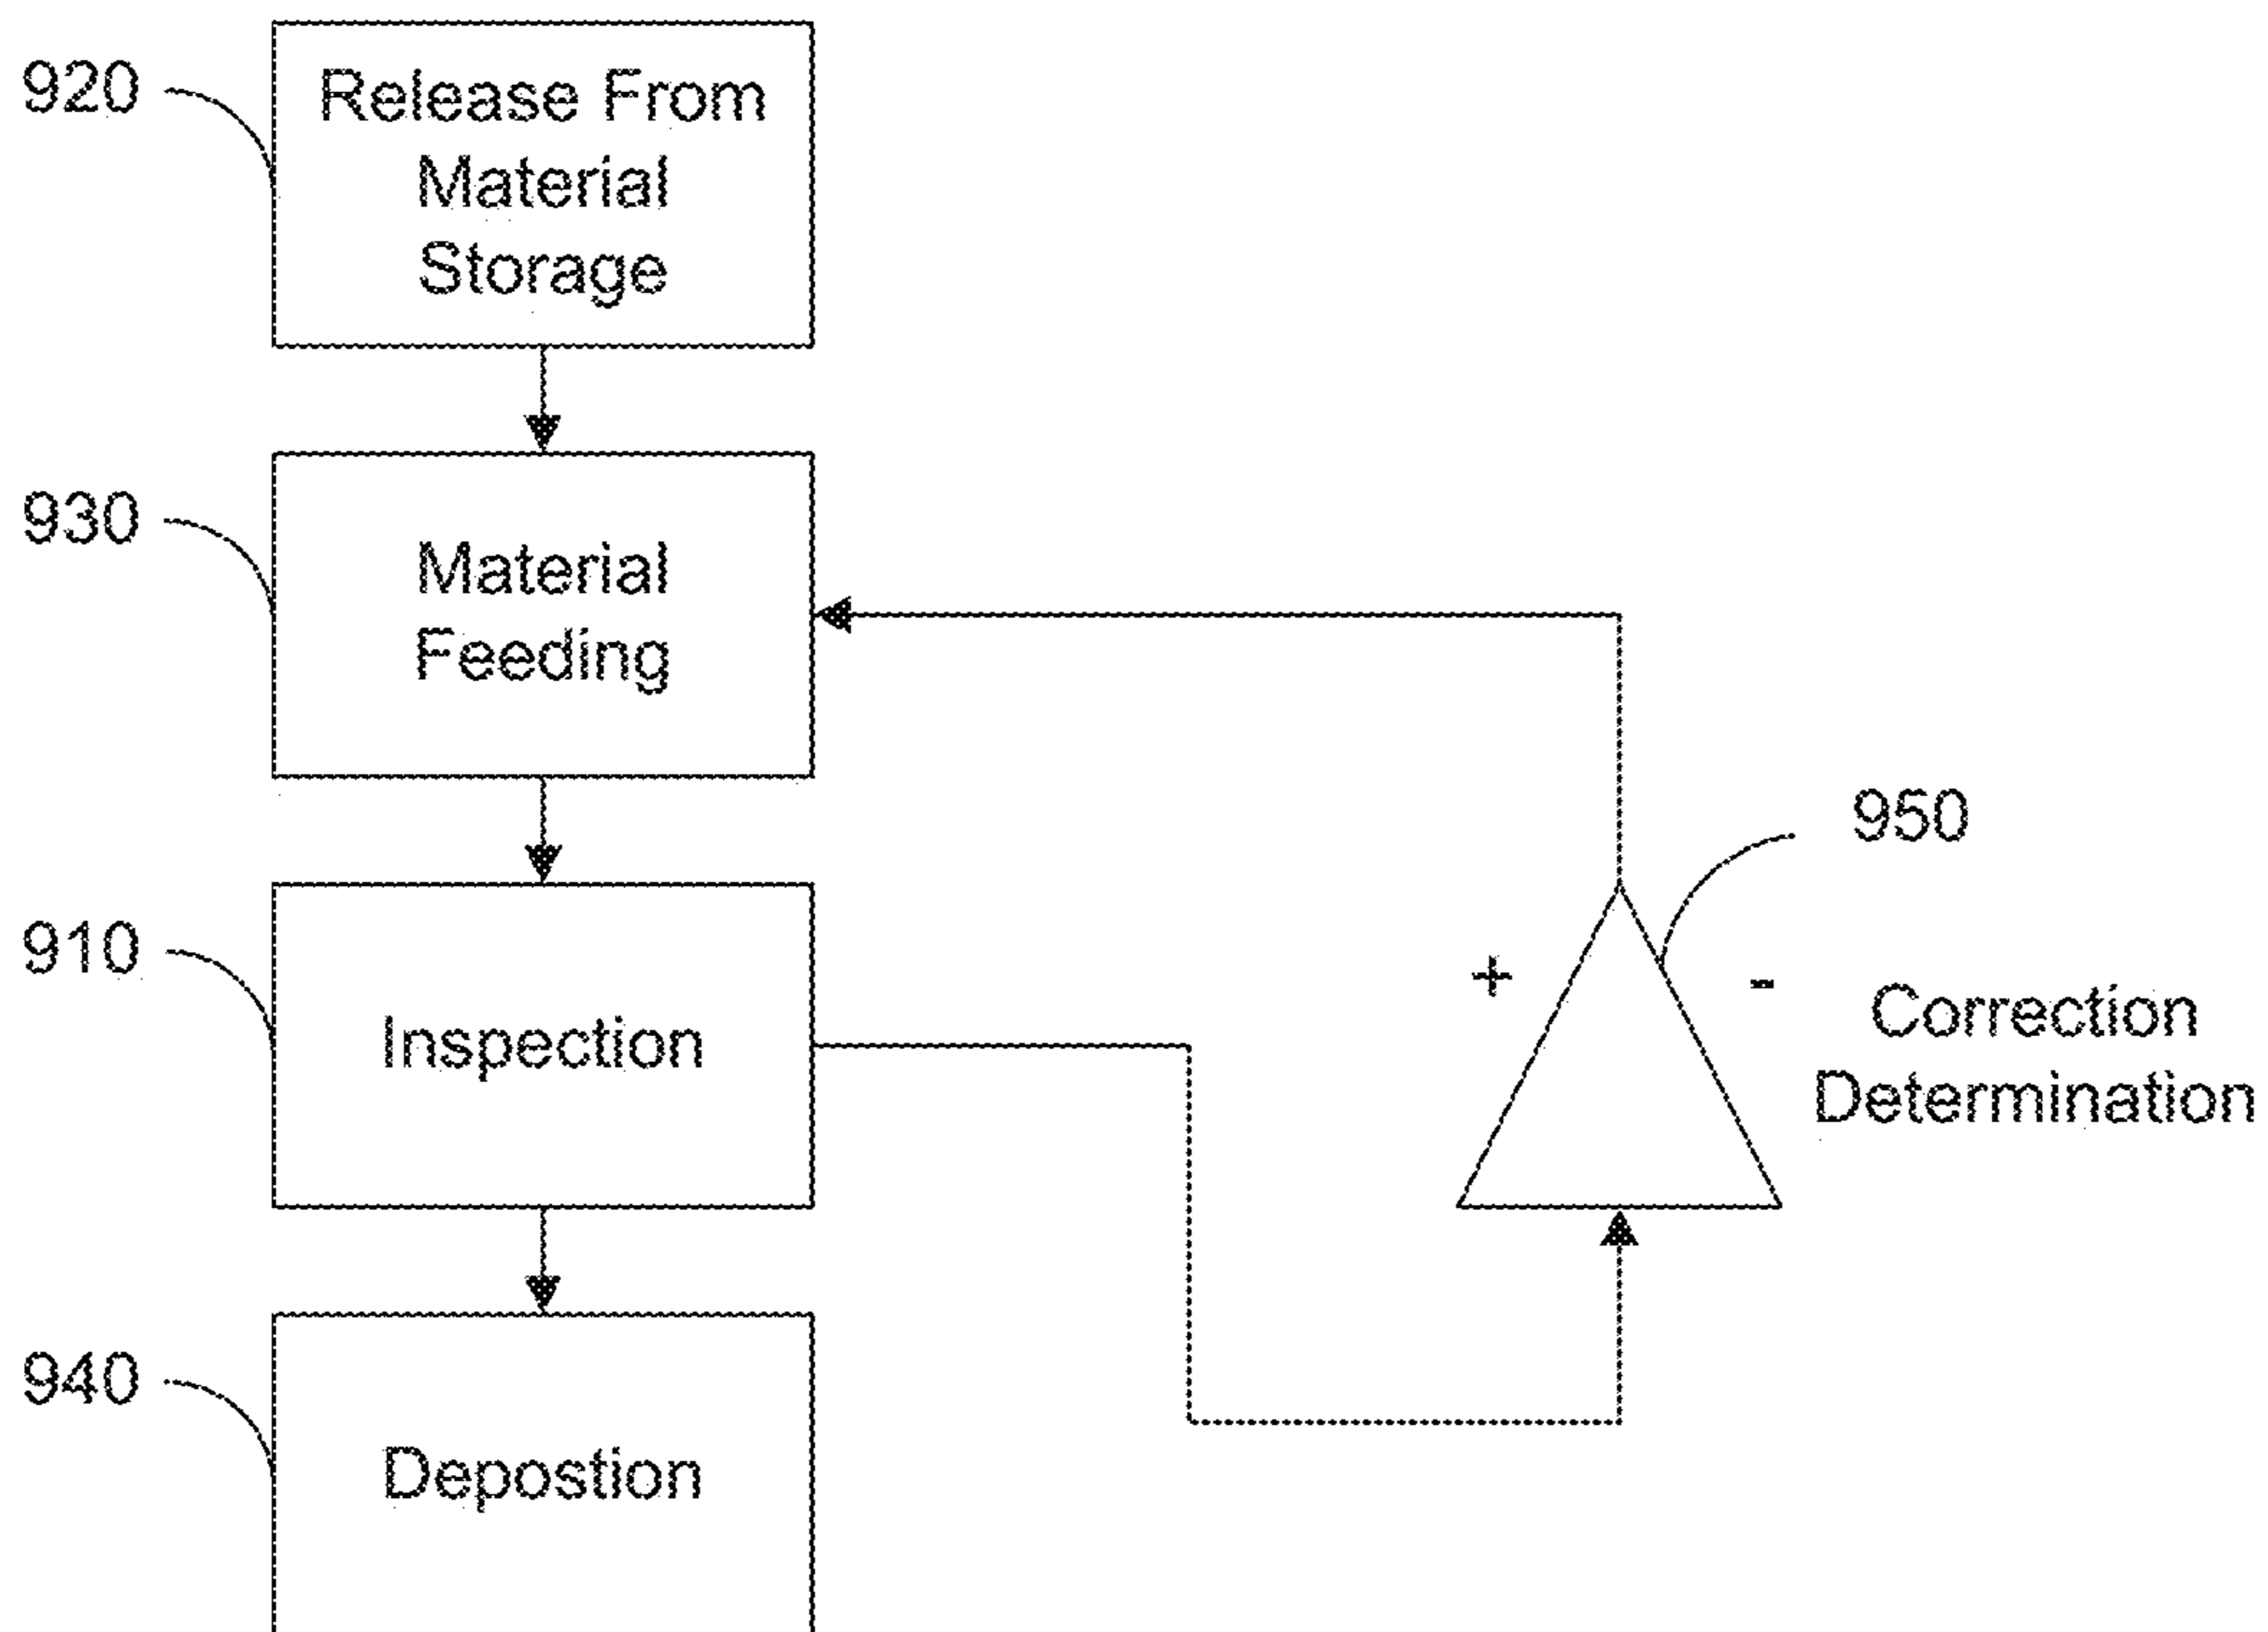 920
Release From
Material
Storage
930
Material
Feeding
950
910
Inspection
+
-
Correction
Determination
940
Depostion